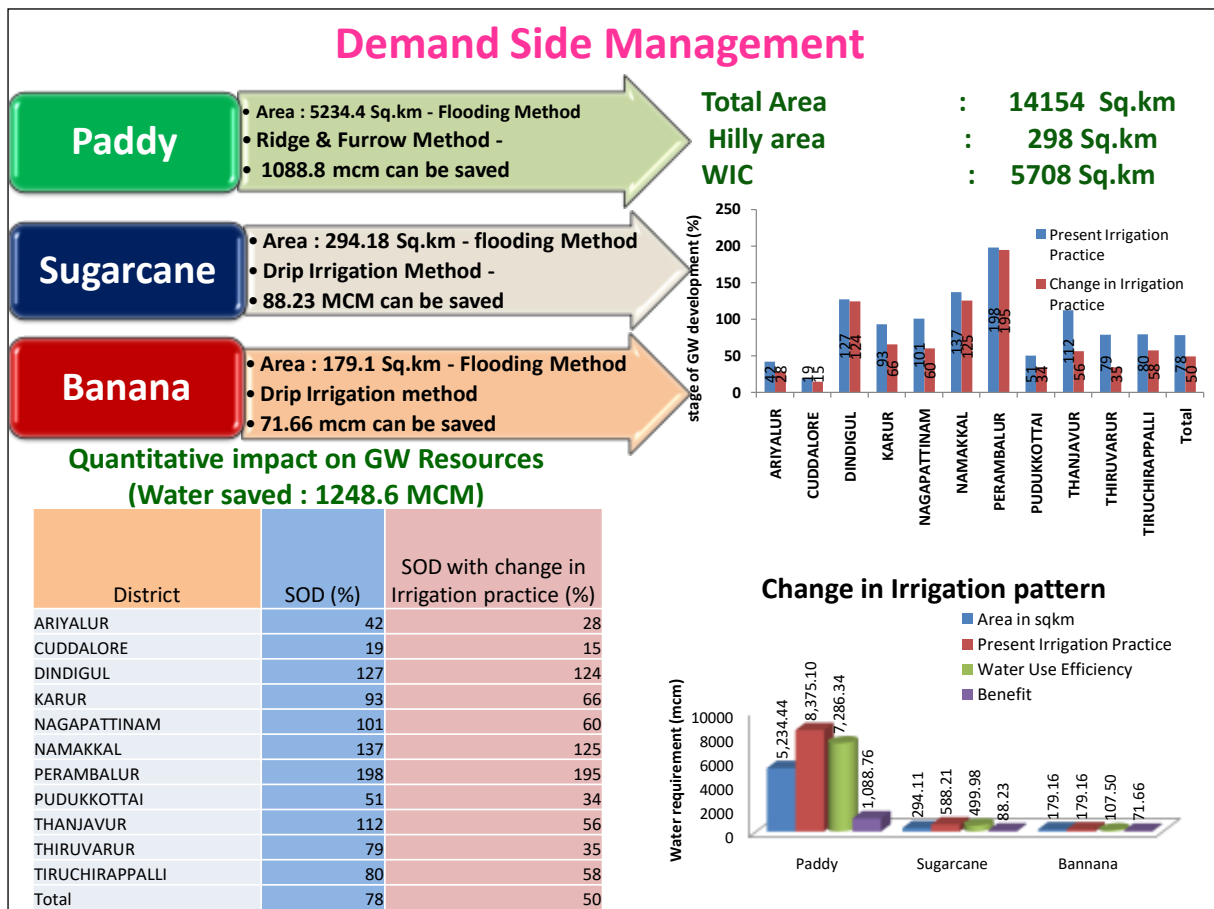 Demand Side Management
Paddy
• Area : 5234.4 Sq.km - Flooding Method
• Ridge & Furrow Method -
• 1088.8 mcm can be saved
Sugarcane
• Area : 294.18 Sq.km - flooding Method
• Drip Irrigation Method -
• 88.23 MCM can be saved
Banana
• Area : 179.1 Sq.km - Flooding Method
• Drip Irrigation method
• 71.66 mcm can be saved
Total Area : 14154 Sq.km
Hilly area : 298 Sq.km
WIC : 5708 Sq.km
stage of GW development (%)
250
200
150
100
50
0
Present Irrigation
Practice
Change in Irrigation
Practice
42 28 19 15 127 124 93 66 101 60 137 125 198 195 51 34 112 56 79 35 80 58 78 50
ARIYALUR
CUDDALORE
DINDIGUL
KARUR
NAGAPATTINAM
NAMAKKAL
PERAMBALUR
PUDUKKOTTAI
THANJAVUR
THIRUVARUR
TIRUCHIRAPPALLI
Total
Quantitative impact on GW Resources
(Water saved : 1248.6 MCM)
District SOD (%) SOD with change in
Irrigation practice (%)
ARIYALUR 42 28
CUDDALORE 19 15
DINDIGUL 127 124
KARUR 93 66
NAGAPATTINAM 101 60
NAMAKKAL 137 125
PERAMBALUR 198 195
PUDUKKOTTAI 51 34
THANJAVUR 112 56
THIRUVARUR 79 35
TIRUCHIRAPPALLI 80 58
Total 78 50
Change in Irrigation pattern
Area in sqkm
Present Irrigation Practice
Water Use Efficiency
Benefit
Water requirement (mcm)
10000
8000
6000
4000
2000
0
5,234.44 8,375.10 7,286.34 1,088.76
294.11 588.21 499.98 88.23
179.16 179.16 107.50 71.66
Paddy Sugarcane Bannana